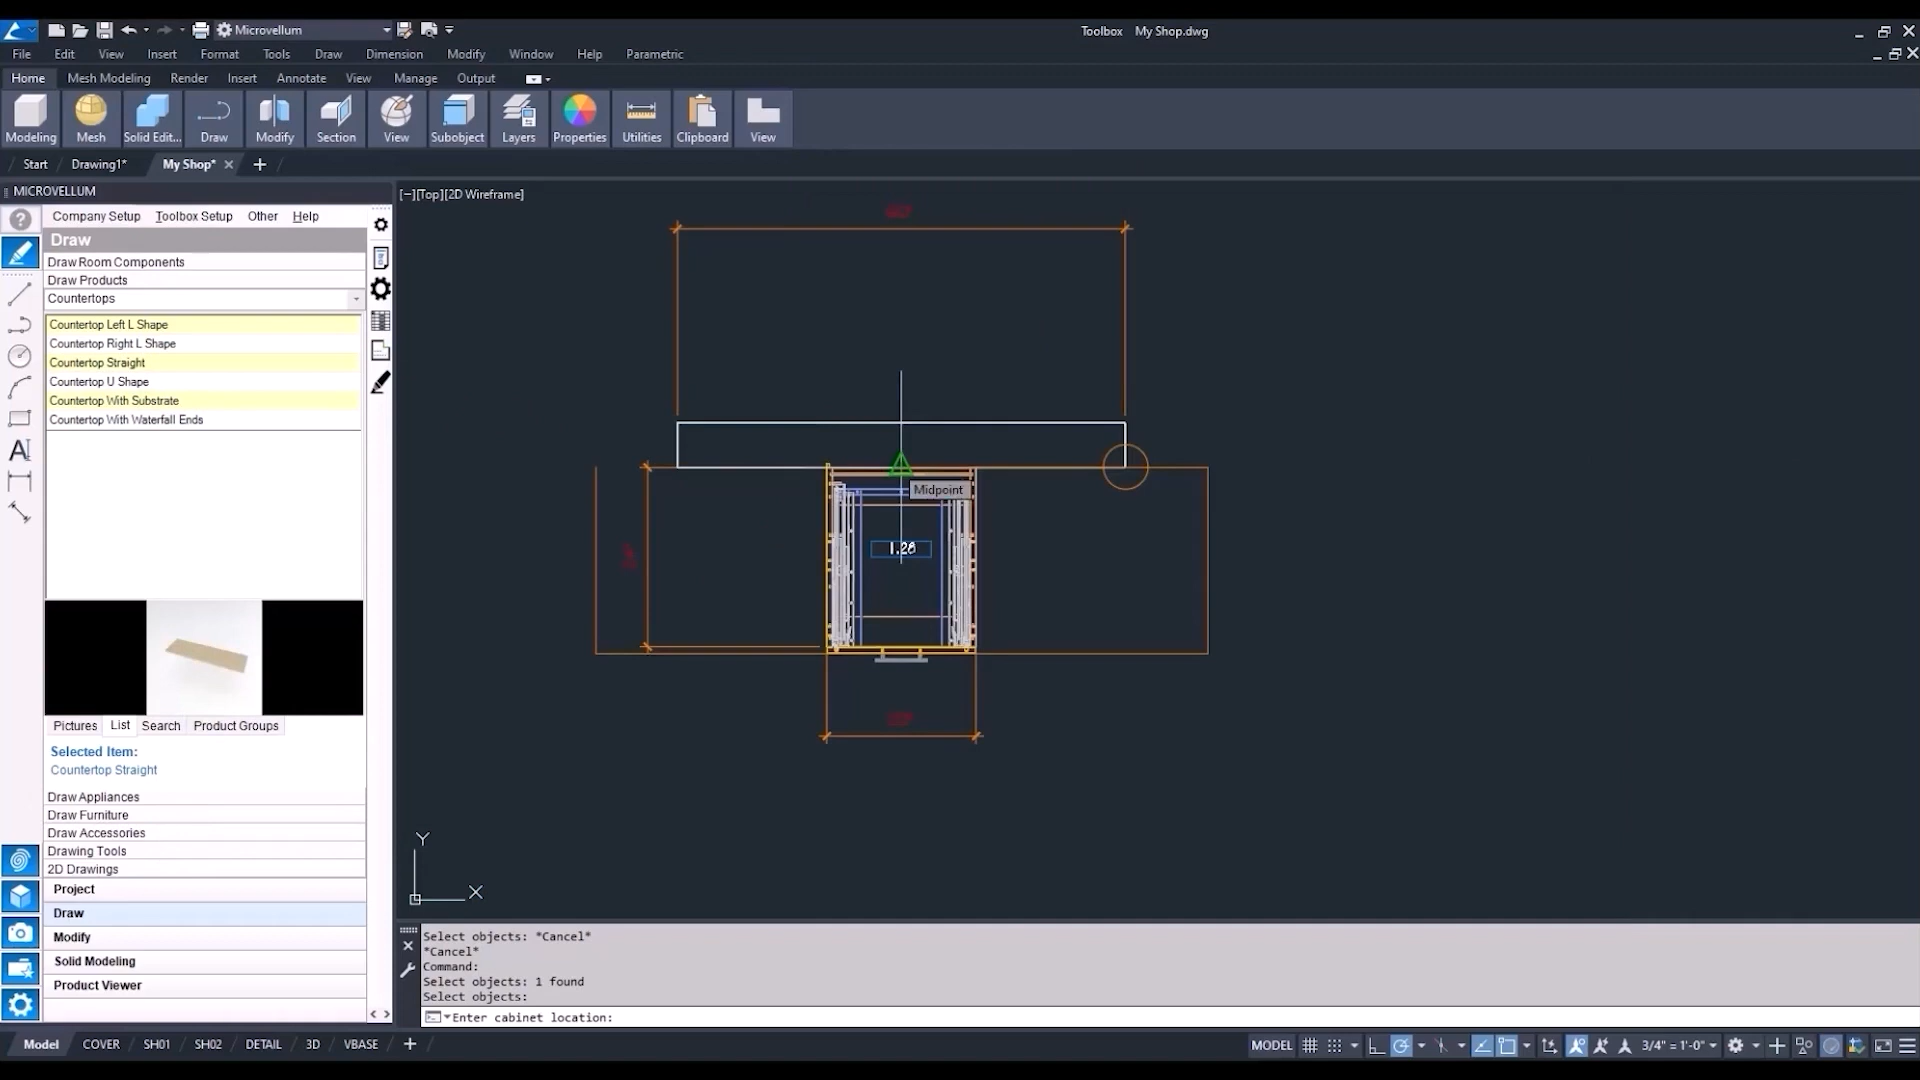 Microvellum
Toolbox My Shop.dwg
File Edit View Insert Format Tools Draw Dimension Modify Window Help Parametric
Home Mesh Modeling Render Insert Annotate View Manage Output
Modeling Mesh Solid Edit... Draw Modify Section View Subobject Layers Properties Utilities Clipboard View
Start Drawing1* My Shop*
MICROVELLUM
[−][Top][2D Wireframe]
Company Setup Toolbox Setup Other Help
Draw
Draw Room Components
Draw Products
Countertops
Countertop Left L Shape
Countertop Right L Shape
Countertop Straight
Countertop U Shape
Countertop With Substrate
Countertop With Waterfall Ends
Midpoint
Pictures List Search Product Groups
Selected Item:
Countertop Straight
Draw Appliances
Draw Furniture
Draw Accessories
Drawing Tools
2D Drawings
Project
Draw
Modify
Solid Modeling
Product Viewer
Y
X
Select objects: *Cancel*
*Cancel*
Command:
Select objects: 1 found
Select objects:
Enter cabinet location:
Model COVER SH01 SH02 DETAIL 3D VBASE
MODEL 3/4" = 1'-0"